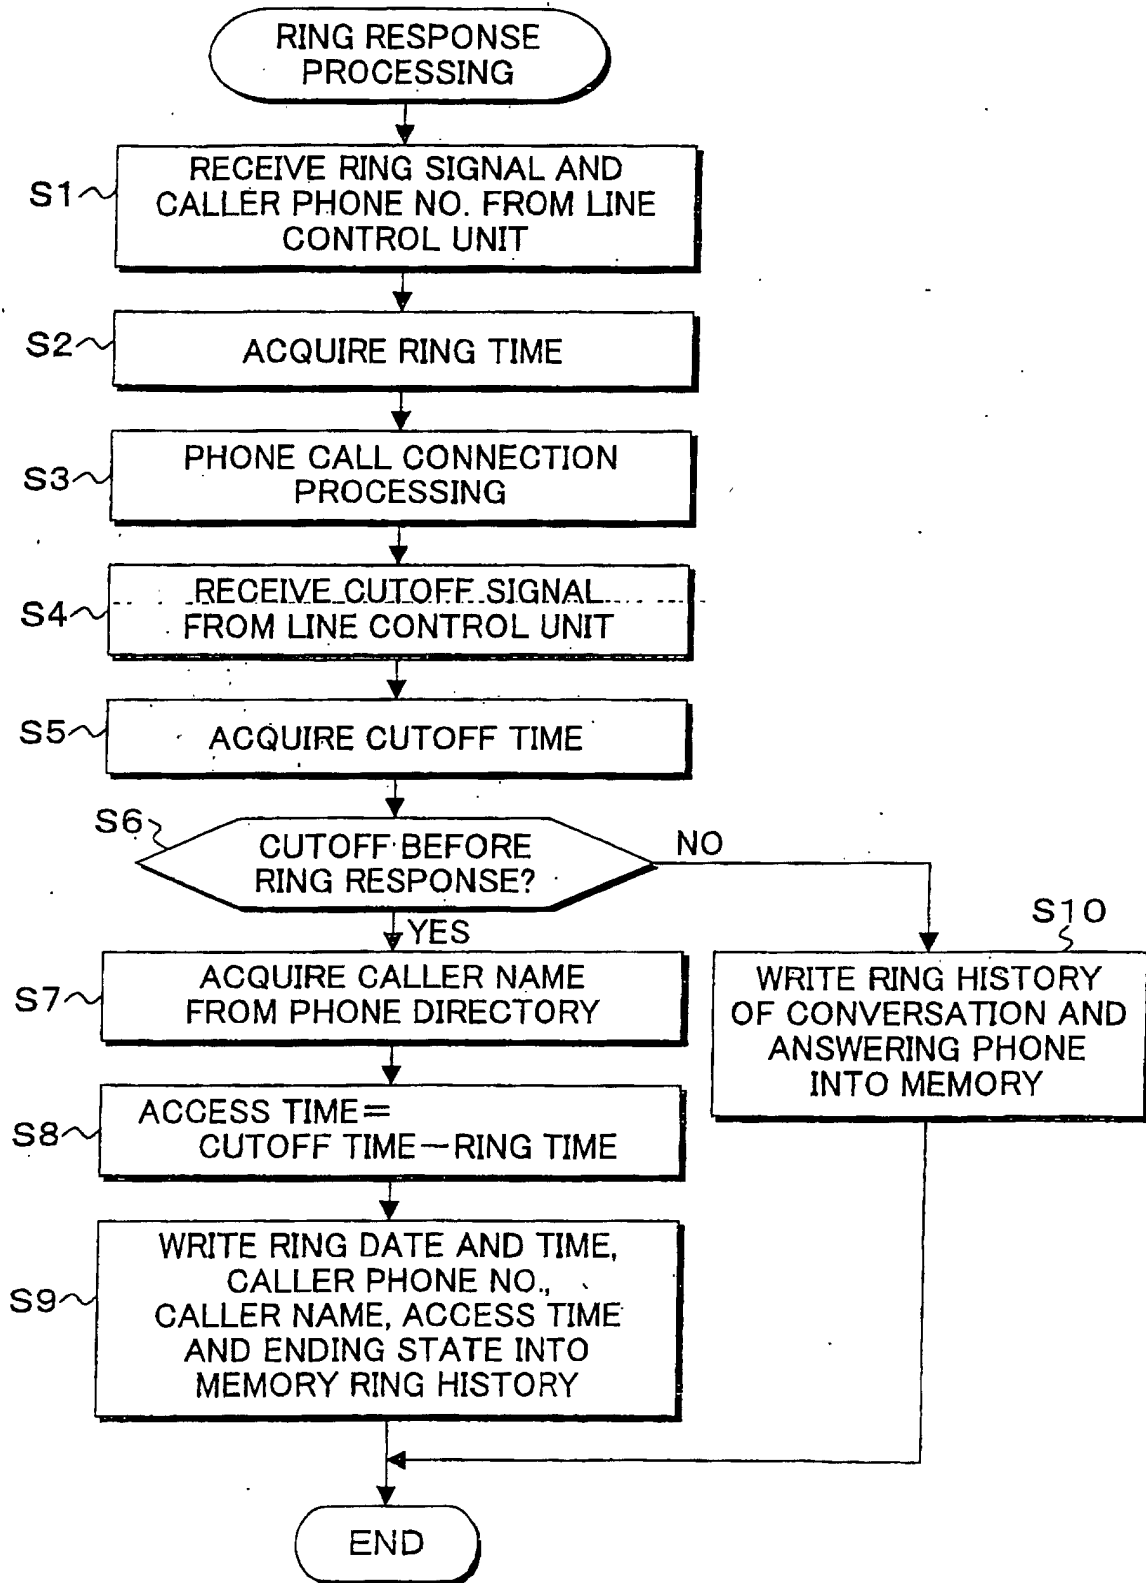 RING RESPONSE
PROCESSING
S1
RECEIVE RING SIGNAL AND
CALLER PHONE NO. FROM LINE
CONTROL UNIT
S2
ACQUIRE RING TIME
S3
PHONE CALL CONNECTION
PROCESSING
S4
RECEIVE CUTOFF SIGNAL
FROM LINE CONTROL UNIT
S5
ACQUIRE CUTOFF TIME
S6
CUTOFF BEFORE
RING RESPONSE?
NO
YES
S7
ACQUIRE CALLER NAME
FROM PHONE DIRECTORY
S10
WRITE RING HISTORY
OF CONVERSATION AND
ANSWERING PHONE
INTO MEMORY
S8
ACCESS TIME=
CUTOFF TIME－RING TIME
S9
WRITE RING DATE AND TIME,
CALLER PHONE NO.,
CALLER NAME, ACCESS TIME
AND ENDING STATE INTO
MEMORY RING HISTORY
END